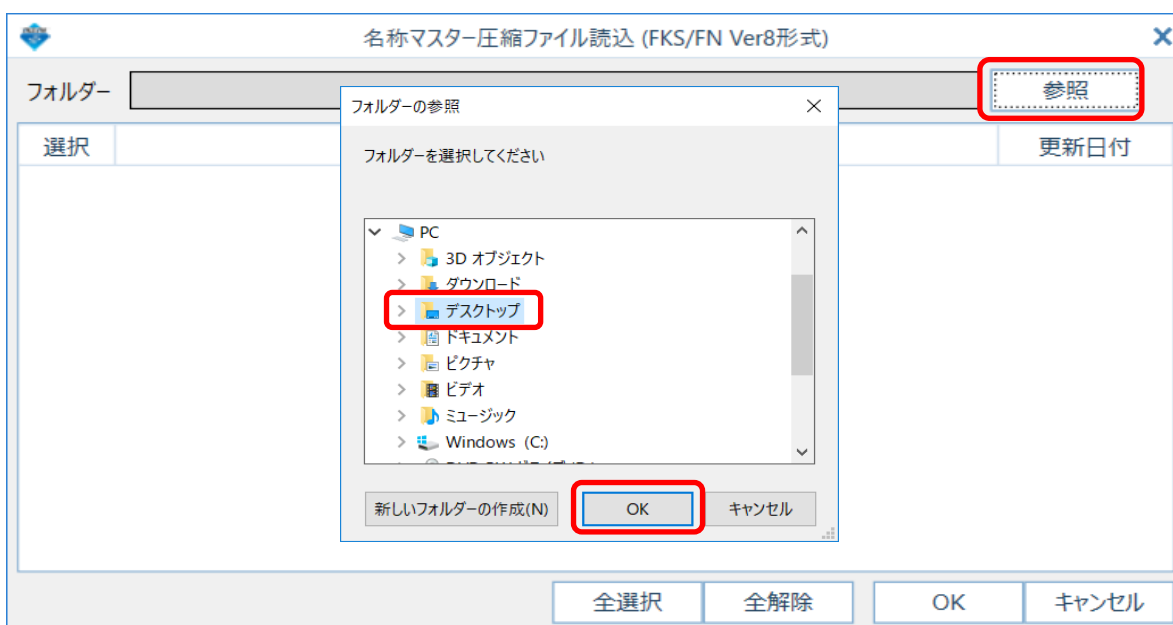 名称マスター圧縮ファイル読込 (FKS/FN Ver8形式)
フォルダー
参照
選択
更新日付
フォルダーの参照
フォルダーを選択してください
PC
3D オブジェクト
ダウンロード
デスクトップ
ドキュメント
ピクチャ
ビデオ
ミュージック
Windows (C:)
新しいフォルダーの作成(N)
OK
キャンセル
全選択
全解除
OK
キャンセル